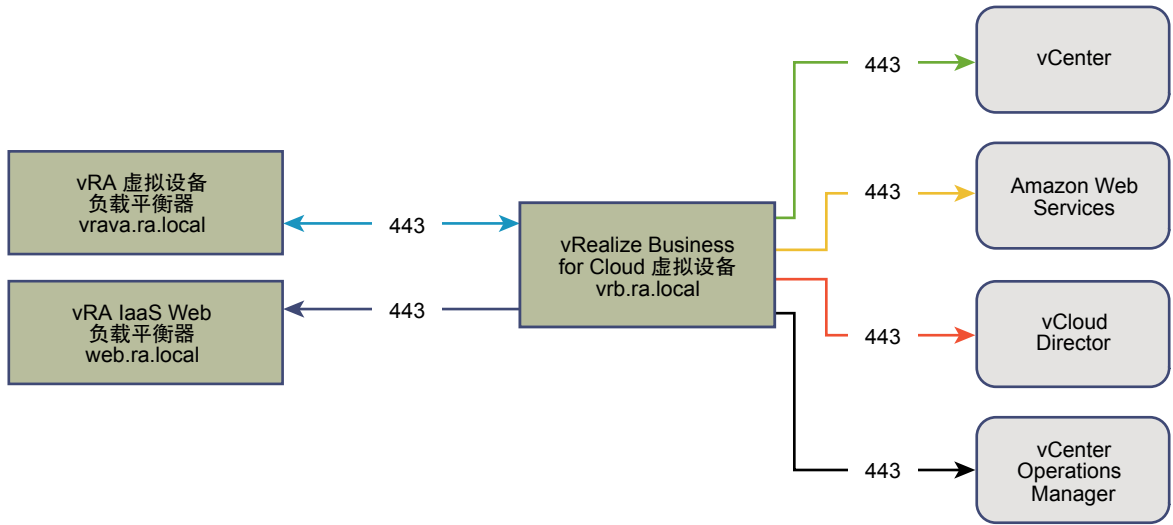 vRA 虚拟设备
负载平衡器
vrava.ra.local
443
vRA IaaS Web
负载平衡器
web.ra.local
443
vRealize Business
for Cloud 虚拟设备
vrb.ra.local
443
vCenter
443
Amazon Web
Services
443
vCloud
Director
443
vCenter
Operations
Manager